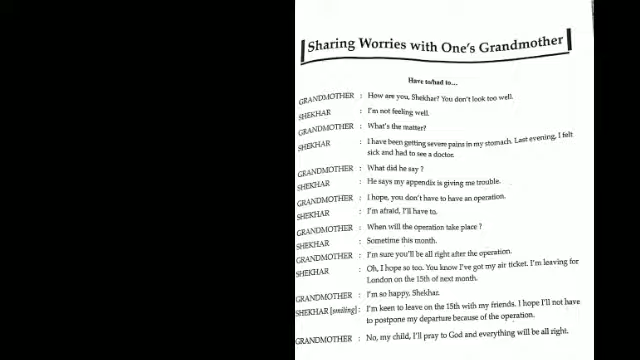 Sharing Worries with One's Grandmother
Have to/had to...
GRANDMOTHER : How are you, Shekhar? You don't look too well.
SHEKHAR : I'm not feeling well.
GRANDMOTHER : What's the matter?
SHEKHAR : I have been getting severe pains in my stomach. Last evening, I felt
sick and had to see a doctor.
GRANDMOTHER : What did he say ?
SHEKHAR : He says my appendix is giving me trouble.
GRANDMOTHER : I hope, you don't have to have an operation.
SHEKHAR : I'm afraid, I'll have to.
GRANDMOTHER : When will the operation take place ?
SHEKHAR : Sometime this month.
GRANDMOTHER : I'm sure you'll be all right after the operation.
SHEKHAR : Oh, I hope so too. You know I've got my air ticket. I'm leaving for
London on the 15th of next month.
GRANDMOTHER : I'm so happy, Shekhar.
SHEKHAR [smiling] : I'm keen to leave on the 15th with my friends. I hope I'll not have
to postpone my departure because of the operation.
GRANDMOTHER : No, my child, I'll pray to God and everything will be all right.